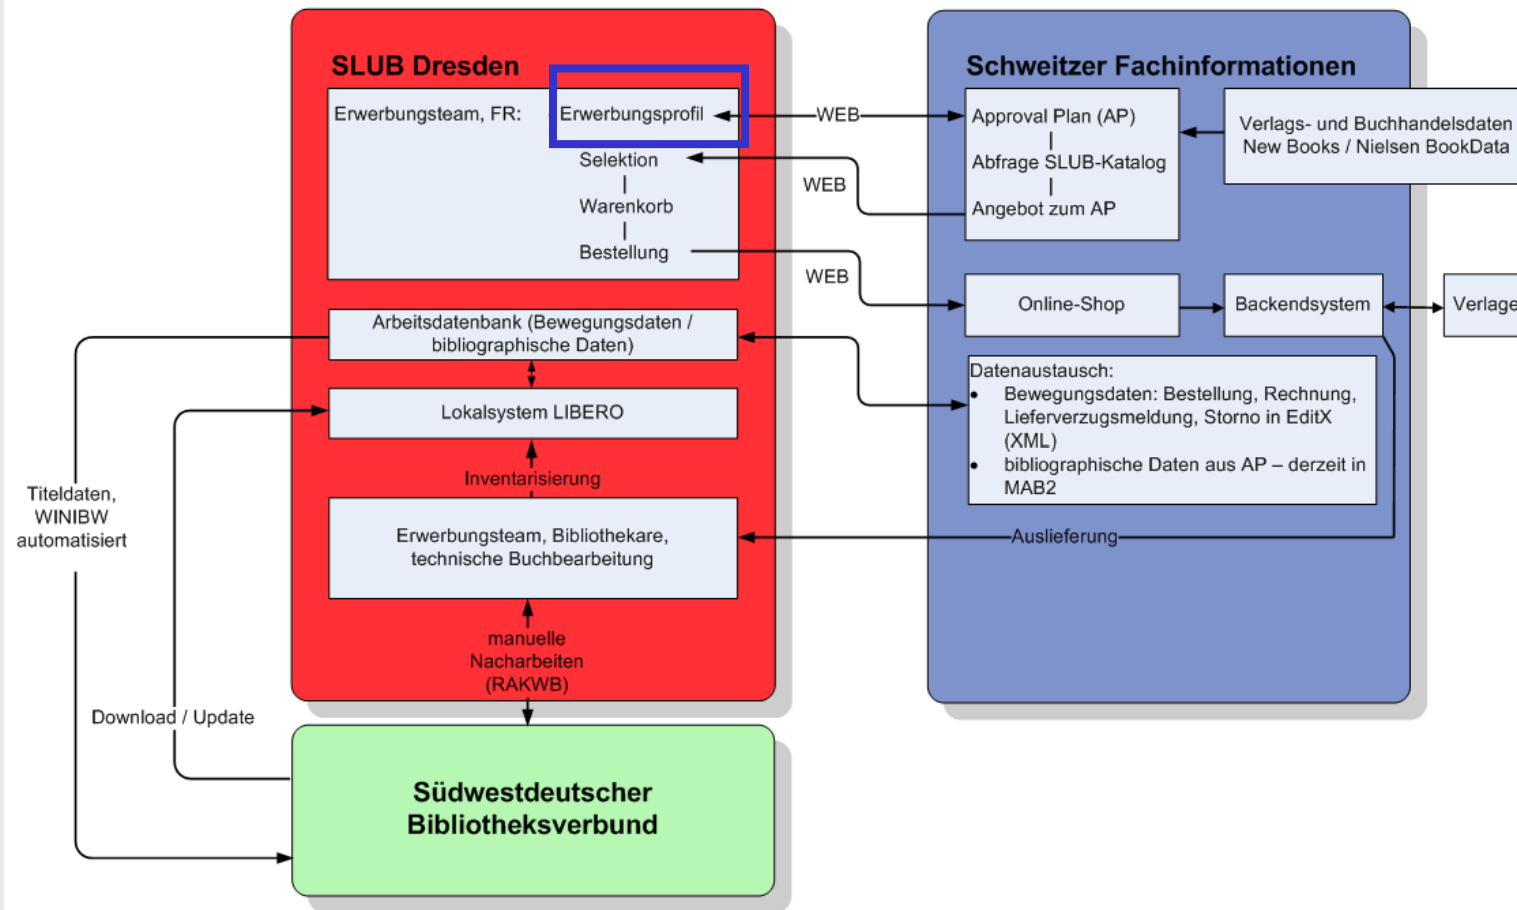 SLUB Dresden
Erwerbungsteam, FR:
Erwerbungsprofil
Selektion
Warenkorb
Bestellung
WEB
WEB
WEB
Schweitzer Fachinformationen
Approval Plan (AP)
Abfrage SLUB-Katalog
Angebot zum AP
Verlags- und Buchhandelsdaten
New Books / Nielsen BookData
Online-Shop
Backendsystem
Verlage
Arbeitsdatenbank (Bewegungsdaten /
bibliographische Daten)
Lokalsystem LIBERO
Inventarisierung
Erwerbungsteam, Bibliothekare,
technische Buchbearbeitung
Datenaustausch:
• Bewegungsdaten: Bestellung, Rechnung,
Lieferverzugsmeldung, Storno in EditX
(XML)
• bibliographische Daten aus AP – derzeit in
MAB2
Auslieferung
Titeldaten,
WINIBW
automatisiert
manuelle
Nacharbeiten
(RAKWB)
Download / Update
Südwestdeutscher
Bibliotheksverbund